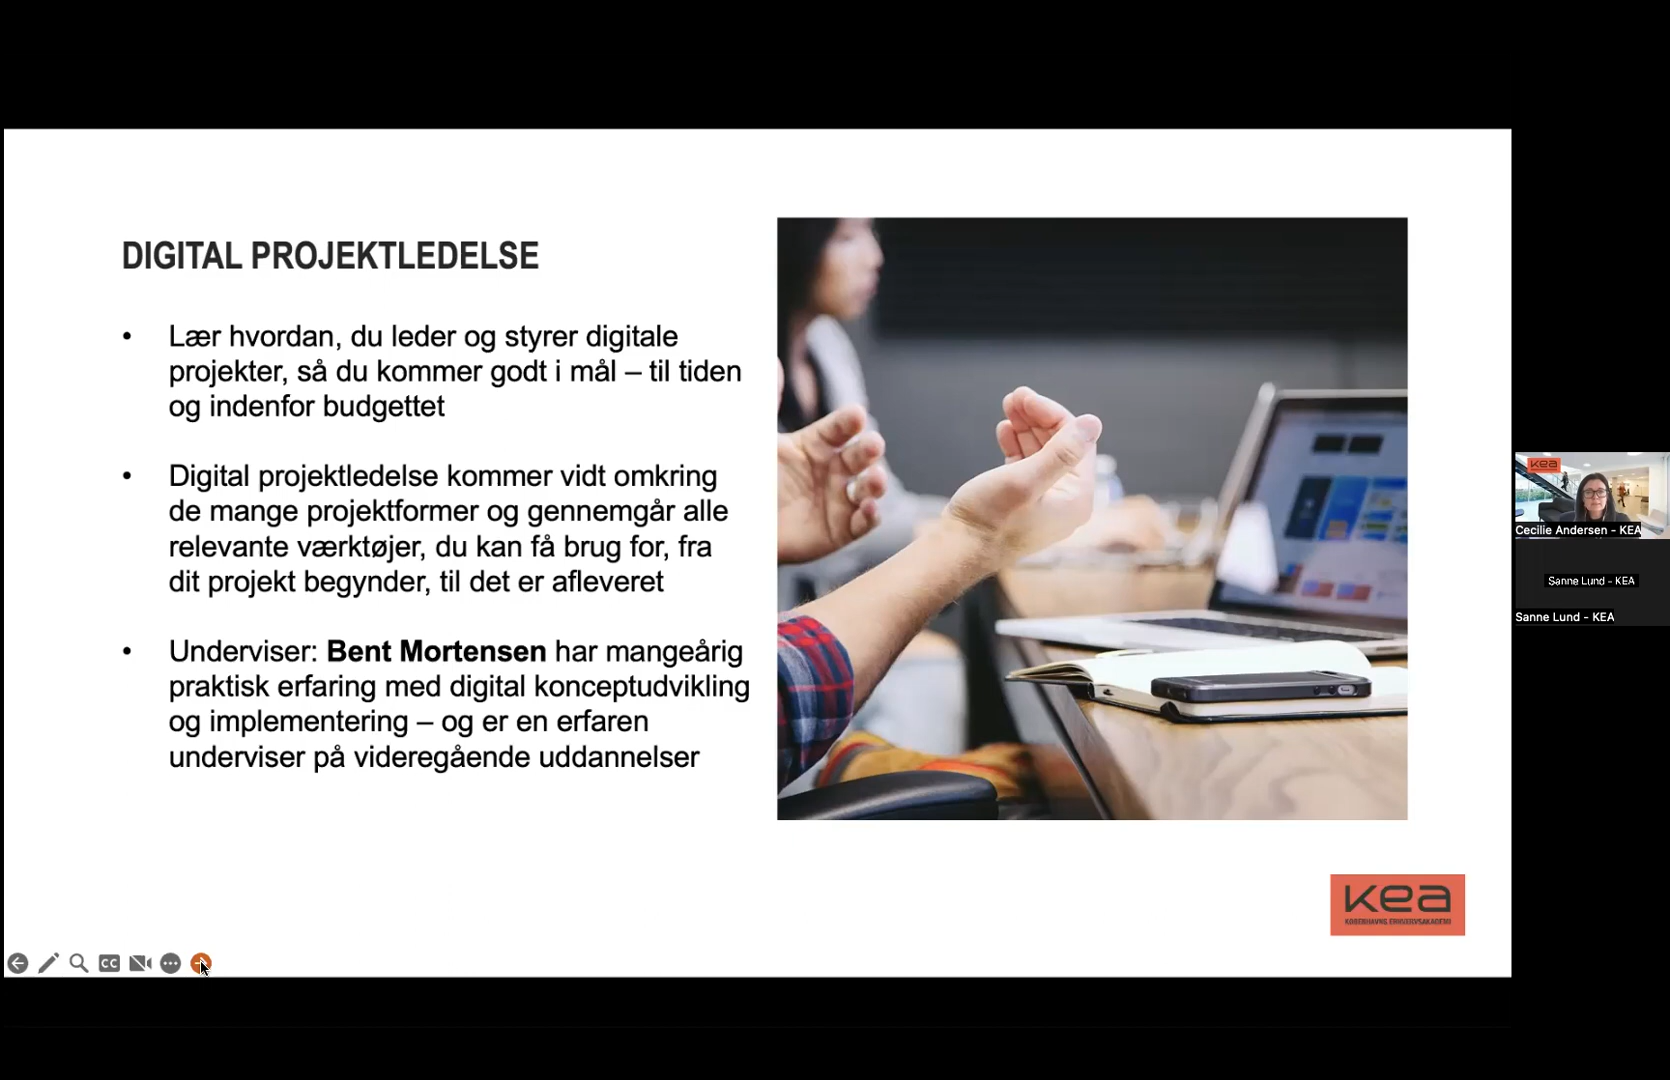 DIGITAL PROJEKTLEDELSE
• Lær hvordan, du leder og styrer digitale
projekter, så du kommer godt i mål – til tiden
og indenfor budgettet
• Digital projektledelse kommer vidt omkring
de mange projektformer og gennemgår alle
relevante værktøjer, du kan få brug for, fra
dit projekt begynder, til det er afleveret
• Underviser: Bent Mortensen har mangeårig
praktisk erfaring med digital konceptudvikling
og implementering – og er en erfaren
underviser på videregående uddannelser
kea
KØBENHAVNS ERHVERVSAKADEMI
CC
kea
Cecilie Andersen - KEA
Sanne Lund - KEA
Sanne Lund - KEA